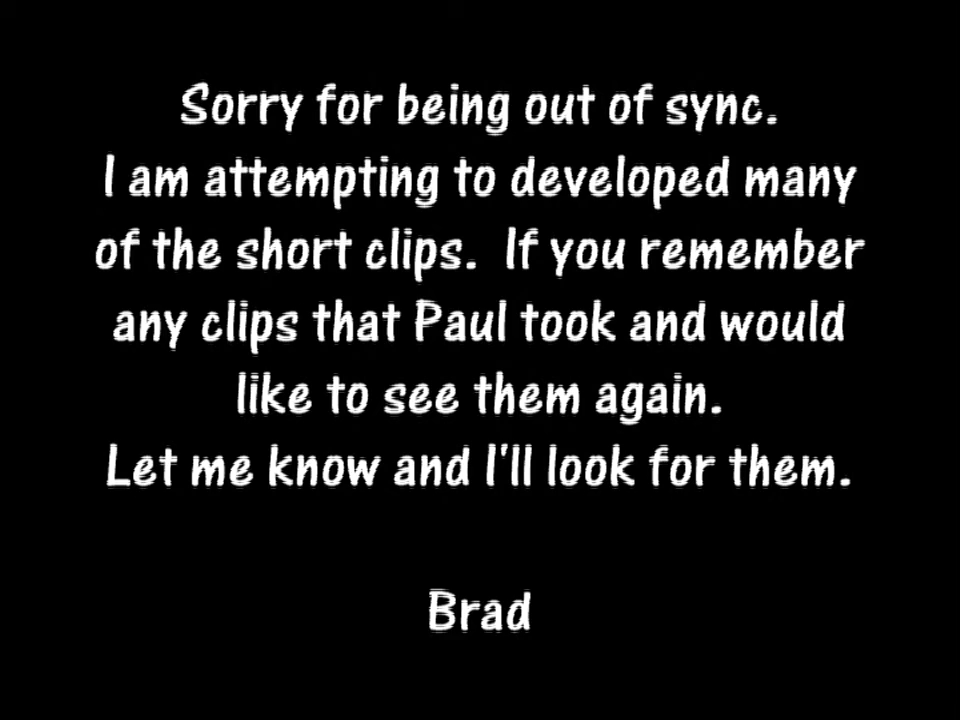 Sorry for being out of sync.
I am attempting to developed many
of the short clips.  If you remember
any clips that Paul took and would
like to see them again.
Let me know and I'll look for them.
Brad